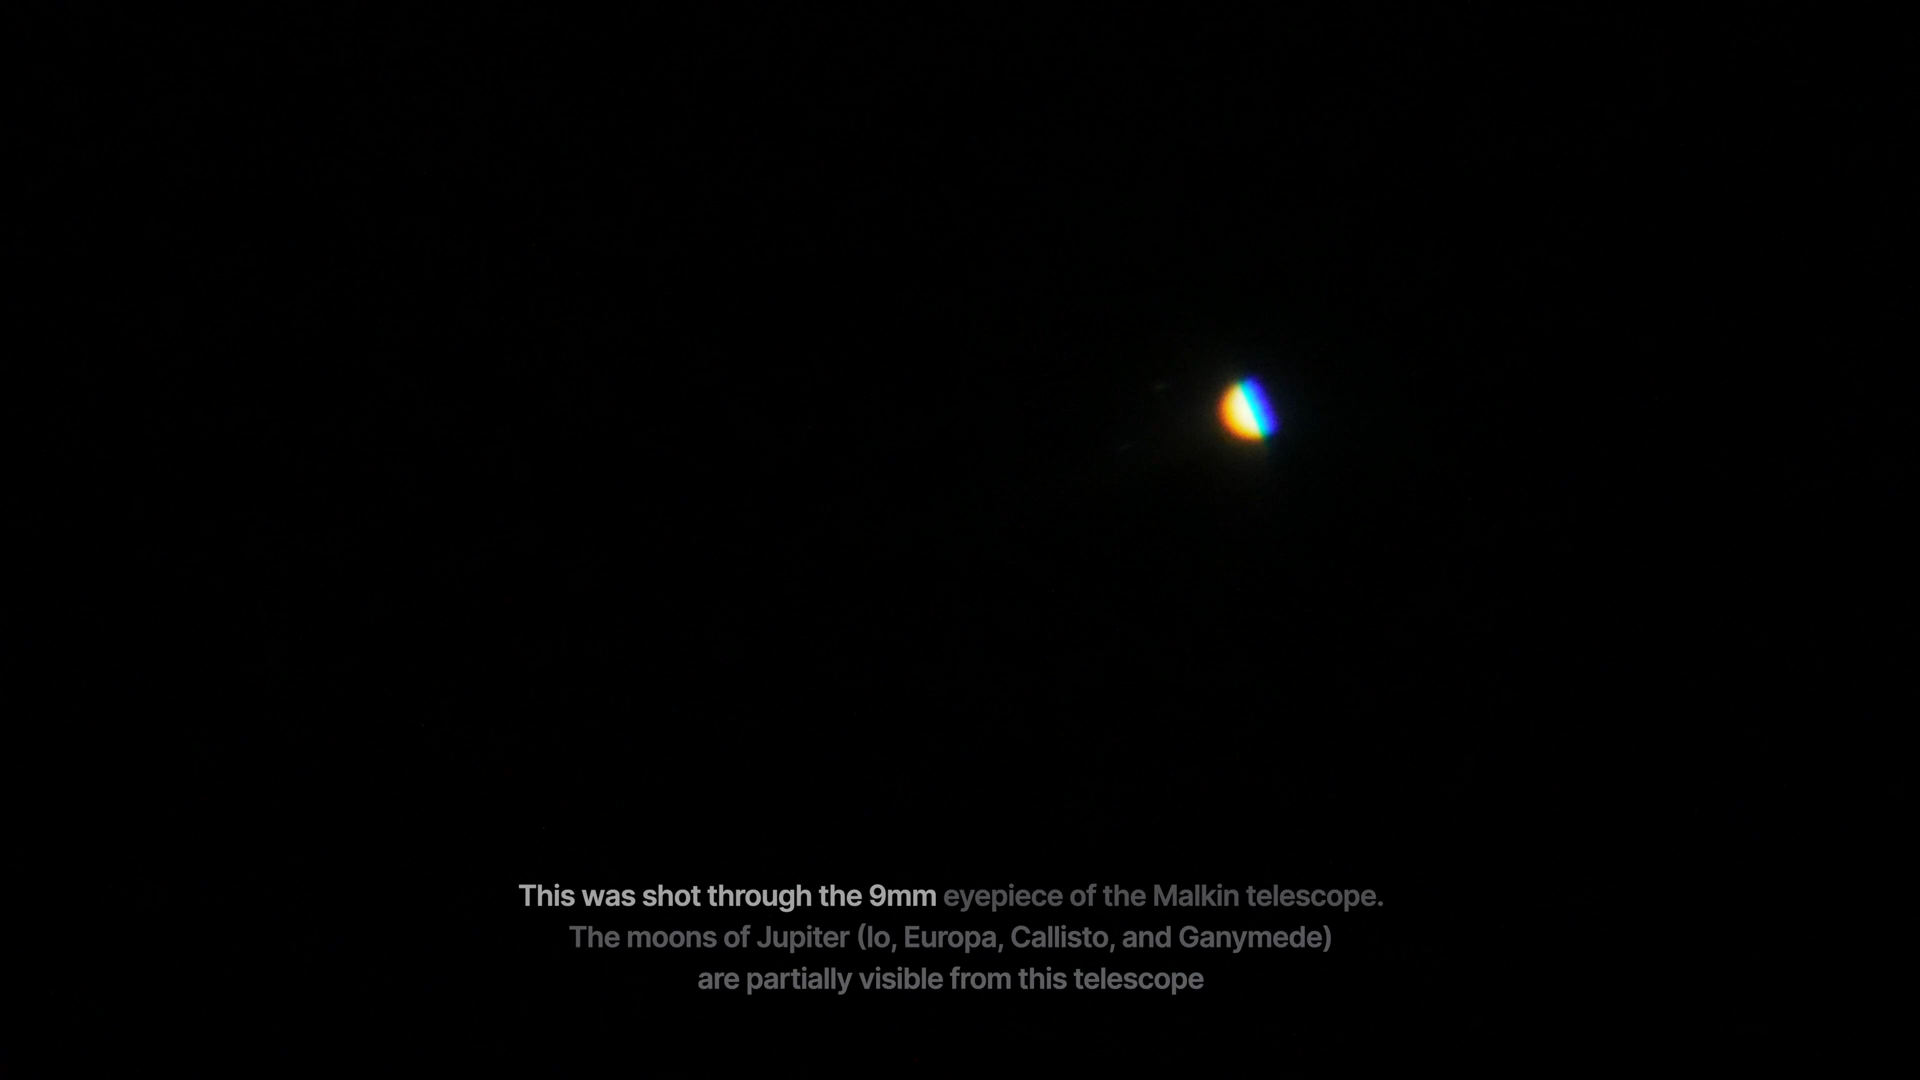 This was shot through the 9mm eyepiece of the Malkin telescope.
The moons of Jupiter (Io, Europa, Callisto, and Ganymede)
are partially visible from this telescope